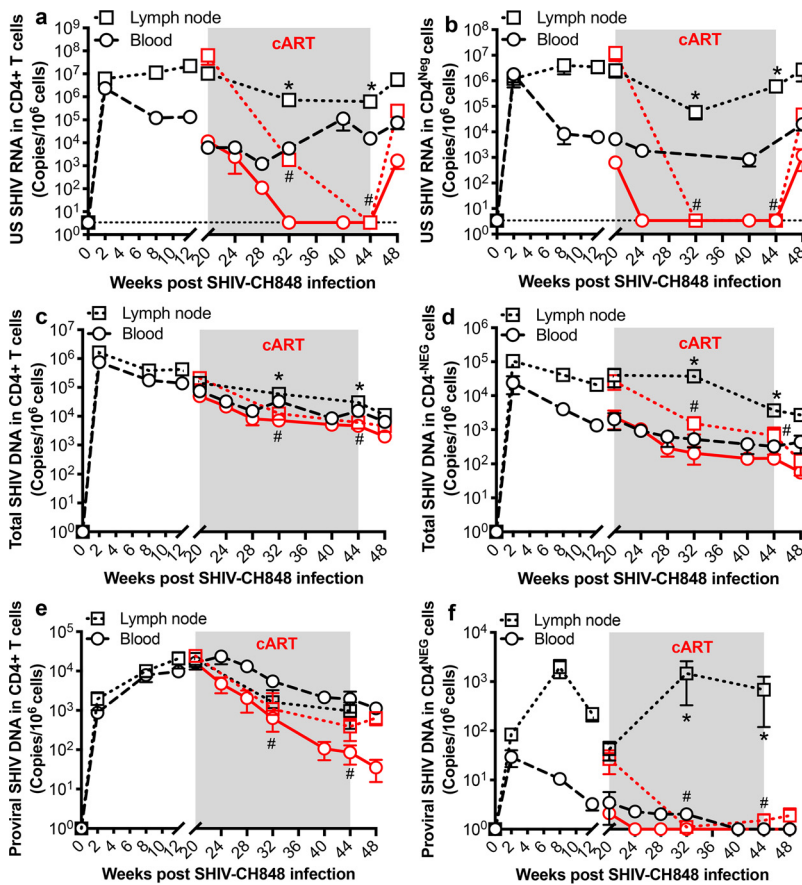 a
US SHIV RNA in CD4+ T cells
(Copies/10⁶ cells)
10⁹
10⁸
10⁷
10⁶
10⁵
10⁴
10³
10²
10¹
10⁰
Lymph node
Blood
cART
*
*
#
#
0 2 4 6 8 10 12 20 24 28 32 36 40 44 48
Weeks post SHIV-CH848 infection
b
US SHIV RNA in CD4ᴺᵉᵍ cells
(Copies/10⁶ cells)
10⁸
10⁷
10⁶
10⁵
10⁴
10³
10²
10¹
10⁰
Lymph node
Blood
cART
*
*
#
#
0 2 4 6 8 10 12 20 24 28 32 36 40 44 48
Weeks post SHIV-CH848 infection
c
Total SHIV DNA in CD4+ T cells
(Copies/10⁶ cells)
10⁷
10⁶
10⁵
10⁴
10³
10²
10¹
10⁰
Lymph node
Blood
cART
*
*
#
#
0 2 4 6 8 10 12 20 24 28 32 36 40 44 48
Weeks post SHIV-CH848 infection
d
Total SHIV DNA in CD4⁻ᴺᴱᴳ cells
(Copies/10⁶ cells)
10⁶
10⁵
10⁴
10³
10²
10¹
10⁰
Lymph node
Blood
cART
*
*
#
#
0 2 4 6 8 10 12 20 24 28 32 36 40 44 48
Weeks post SHIV-CH848 infection
e
Proviral SHIV DNA in CD4+ T cells
(Copies/10⁶ cells)
10⁵
10⁴
10³
10²
10¹
10⁰
Lymph node
Blood
cART
#
#
0 2 4 6 8 10 12 20 24 28 32 36 40 44 48
Weeks post SHIV-CH848 infection
f
Proviral SHIV DNA in CD4ᴺᴱᴳ cells
(Copies/10⁶ cells)
10⁴
10³
10²
10¹
10⁰
Lymph node
Blood
cART
*
*
#
#
0 2 4 6 8 10 12 20 24 28 32 36 40 44 48
Weeks post SHIV-CH848 infection